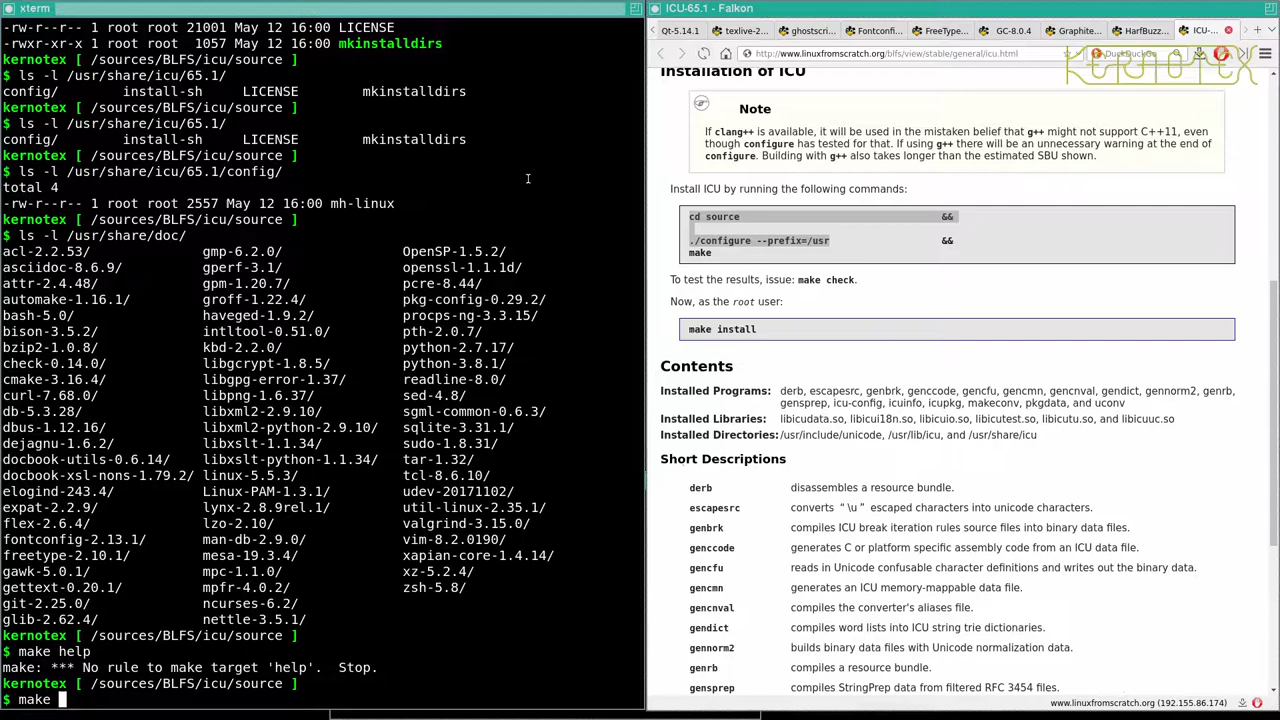 xterm
-rw-r--r-- 1 root root 21001 May 12 16:00 LICENSE
-rwxr-xr-x 1 root root  1057 May 12 16:00 mkinstalldirs
kernotex [ /sources/BLFS/icu/source ]
$ ls -l /usr/share/icu/65.1/
config/ install-sh LICENSE mkinstalldirs
kernotex [ /sources/BLFS/icu/source ]
$ ls -l /usr/share/icu/65.1/
config/ install-sh LICENSE mkinstalldirs
kernotex [ /sources/BLFS/icu/source ]
$ ls -l /usr/share/icu/65.1/config/
total 4
-rw-r--r-- 1 root root 2557 May 12 16:00 mh-linux
kernotex [ /sources/BLFS/icu/source ]
$ ls -l /usr/share/doc/
acl-2.2.53/ gmp-6.2.0/ OpenSP-1.5.2/
asciidoc-8.6.9/ gperf-3.1/ openssl-1.1.1d/
attr-2.4.48/ gpm-1.20.7/ pcre-8.44/
automake-1.16.1/ groff-1.22.4/ pkg-config-0.29.2/
bash-5.0/ haveged-1.9.2/ procps-ng-3.3.15/
bison-3.5.2/ intltool-0.51.0/ pth-2.0.7/
bzip2-1.0.8/ kbd-2.2.0/ python-2.7.17/
check-0.14.0/ libgcrypt-1.8.5/ python-3.8.1/
cmake-3.16.4/ libgpg-error-1.37/ readline-8.0/
curl-7.68.0/ libpng-1.6.37/ sed-4.8/
db-5.3.28/ libxml2-2.9.10/ sgml-common-0.6.3/
dbus-1.12.16/ libxml2-python-2.9.10/ sqlite-3.31.1/
dejagnu-1.6.2/ libxslt-1.1.34/ sudo-1.8.31/
docbook-utils-0.6.14/ libxslt-python-1.1.34/ tar-1.32/
docbook-xsl-nons-1.79.2/ linux-5.5.3/ tcl-8.6.10/
elogind-243.4/ Linux-PAM-1.3.1/ udev-20171102/
expat-2.2.9/ lynx-2.8.9rel.1/ util-linux-2.35.1/
flex-2.6.4/ lzo-2.10/ valgrind-3.15.0/
fontconfig-2.13.1/ man-db-2.9.0/ vim-8.2.0190/
freetype-2.10.1/ mesa-19.3.4/ xapian-core-1.4.14/
gawk-5.0.1/ mpc-1.1.0/ xz-5.2.4/
gettext-0.20.1/ mpfr-4.0.2/ zsh-5.8/
git-2.25.0/ ncurses-6.2/
glib-2.62.4/ nettle-3.5.1/
kernotex [ /sources/BLFS/icu/source ]
$ make help
make: *** No rule to make target 'help'.  Stop.
kernotex [ /sources/BLFS/icu/source ]
$ make
ICU-65.1 - Falkon
Qt-5.14.1 texlive-2 ghostscri Fontconfi FreeType GC-8.0.4 Graphite HarfBuzz ICU-
http://www.linuxfromscratch.org/blfs/view/stable/general/icu.html DuckDuckGo
KERNOTEX
Installation of ICU
Note
If clang++ is available, it will be used in the mistaken belief that g++ might not support C++11, even
though configure has tested for that. If using g++ there will be an unnecessary warning at the end of
configure. Building with g++ also takes longer than the estimated SBU shown.
Install ICU by running the following commands:
cd source &&
./configure --prefix=/usr &&
make
To test the results, issue: make check.
Now, as the root user:
make install
Contents
Installed Programs: derb, escapesrc, genbrk, genccode, gencfu, gencmn, gencnval, gendict, gennorm2, genrb,
gensprep, icu-config, icuinfo, icupkg, makeconv, pkgdata, and uconv
Installed Libraries: libicudata.so, libicui18n.so, libicuio.so, libicutest.so, libicutu.so, and libicuuc.so
Installed Directories: /usr/include/unicode, /usr/lib/icu, and /usr/share/icu
Short Descriptions
derb disassembles a resource bundle.
escapesrc converts “\u” escaped characters into unicode characters.
genbrk compiles ICU break iteration rules source files into binary data files.
genccode generates C or platform specific assembly code from an ICU data file.
gencfu reads in Unicode confusable character definitions and writes out the binary data.
gencmn generates an ICU memory-mappable data file.
gencnval compiles the converter's aliases file.
gendict compiles word lists into ICU string trie dictionaries.
gennorm2 builds binary data files with Unicode normalization data.
genrb compiles a resource bundle.
gensprep compiles StringPrep data from filtered RFC 3454 files.
www.linuxfromscratch.org (192.155.86.174)